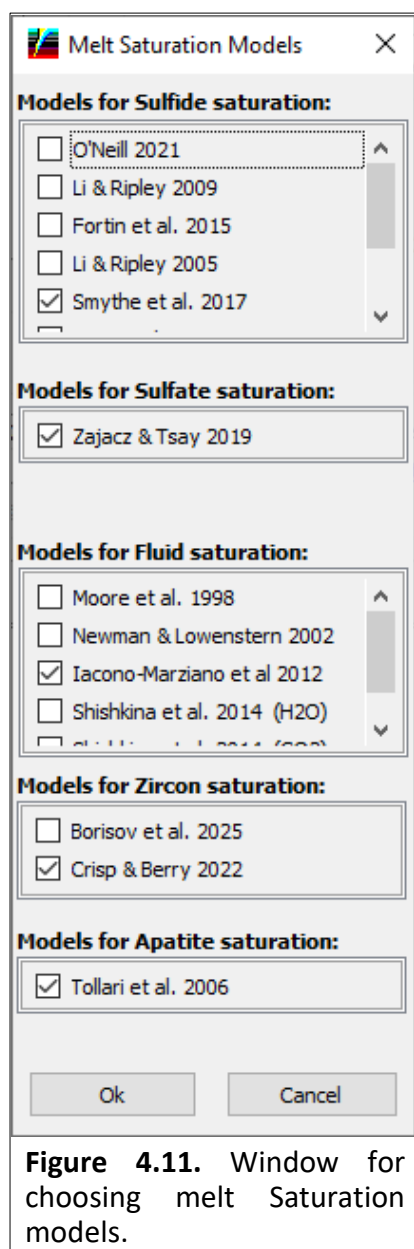 Melt Saturation Models
Models for Sulfide saturation:
O'Neill 2021
Li & Ripley 2009
Fortin et al. 2015
Li & Ripley 2005
Smythe et al. 2017
Models for Sulfate saturation:
Zajacz & Tsay 2019
Models for Fluid saturation:
Moore et al. 1998
Newman & Lowenstern 2002
Iacono-Marziano et al 2012
Shishkina et al. 2014 (H2O)
Models for Zircon saturation:
Borisov et al. 2025
Crisp & Berry 2022
Models for Apatite saturation:
Tollari et al. 2006
Ok Cancel
Figure 4.11. Window for
choosing melt Saturation
models.